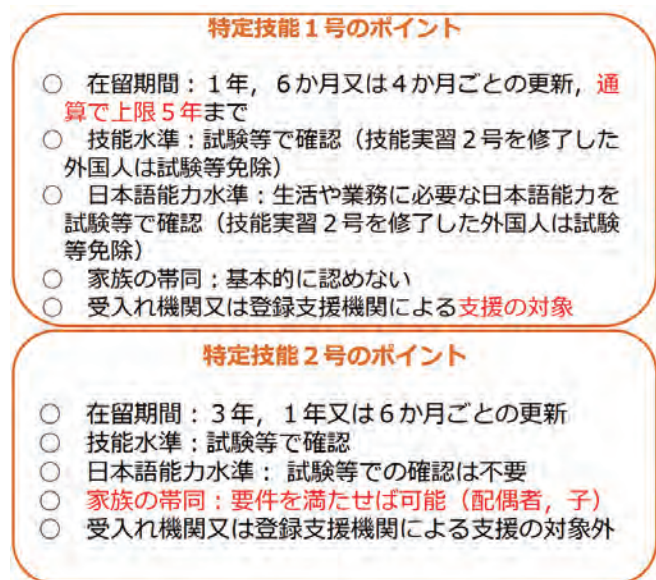 特定技能1号のポイント
○ 在留期間：１年，６か月又は４か月ごとの更新，通
算で上限５年まで
○ 技能水準：試験等で確認（技能実習２号を修了した
外国人は試験等免除）
○ 日本語能力水準：生活や業務に必要な日本語能力を
試験等で確認（技能実習２号を修了した外国人は試験
等免除）
○ 家族の帯同：基本的に認めない
○ 受入れ機関又は登録支援機関による支援の対象
特定技能２号のポイント
○ 在留期間：３年，１年又は６か月ごとの更新
○ 技能水準：試験等で確認
○ 日本語能力水準： 試験等での確認は不要
○ 家族の帯同：要件を満たせば可能（配偶者，子）
○ 受入れ機関又は登録支援機関による支援の対象外